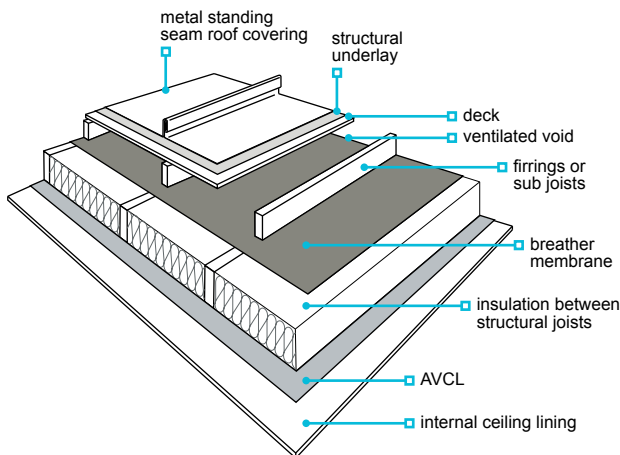 metal standing
seam roof covering
structural
underlay
deck
ventilated void
firrings or
sub joists
breather
membrane
insulation between
structural joists
AVCL
internal ceiling lining